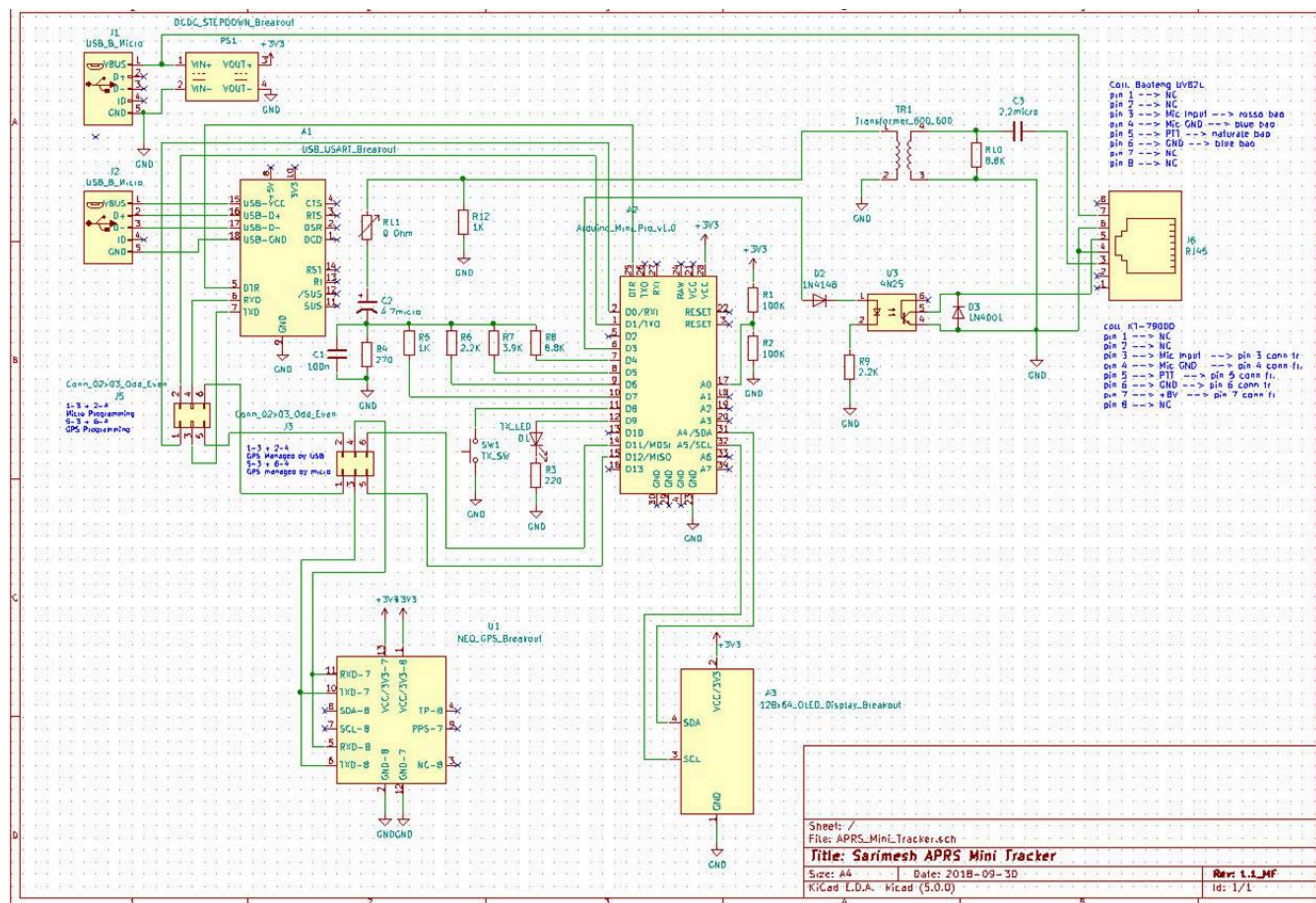 DCDC_STEPDOWN_Breakout
J1
USB_B_Micro
PS1
+3V3
VBUS
D+
D-
ID
GND
VIN+ VOUT+
VIN- VOUT-
GND
GND
A1
USB_USART_Breakout
J2
USB_B_Micro
VBUS
D+
D-
ID
GND
+5V
3V3
USB-VCC CTS
USB-D+ RTS
USB-D- DSR
USB-GND DCD
RST
DTR RI
RXD /SUS
TXD SUS
GND
GND
RL1
0 Ohm
R12
1K
GND
C2
4.7micro
C1
100n
R4
270
GND
R5
1K
R6
2.2K
R7
3.9K
R8
6.8K
Conn_02x03_Odd_Even
J5
1-3 + 2-4
Micro Programming
5-3 + 6-4
GPS Programming
Conn_02x03_Odd_Even
J3
1-3 + 2-4
GPS Managed by USB
5-3 + 6-4
GPS managed by micro
SW1
TX_SW
GND
TX_LED
D1
R3
220
GND
A2
Arduino_Mini_Pro_v1.0
+3V3
DTR
TXO
RXI
RAW
VCC
VCC
D0/RXI RESET
D1/TXO RESET
D2
D3
D4
D5
D6 A0
D7 A1
D8 A2
D9 A3
D10 A4/SDA
D11/MOSI A5/SCL
D12/MISO A6
D13 A7
GND
GND
GND
GND
GND
+3V3
R1
100K
R2
100K
GND
TR1
Transformer_600_600
GND
C3
2,2micro
R10
D2
1N4148
U3
4N25
R9
2.2K
GND
D3
GND
J6
RJ45
Conn. Baofeng UV82L
pin 1 ---> NC
pin 2 ---> NC
pin 3 ---> Mic Input ---> rosso bao
pin 4 ---> Mic GND ---> blue bao
pin 5 ---> PTT ---> naturale bao
pin 6 ---> GND ---> blue bao
pin 7 ---> NC
pin 8 ---> NC
pin 1 ---> NC
pin 2 ---> NC
pin 3 ---> Mic Input ---> pin 3 conn fr
pin 4 ---> Mic GND ---> pin 4 conn fr.
pin 5 ---> PTT ---> pin 5 conn fr.
pin 6 ---> GND ---> pin 6 conn fr
pin 7 ---> +8V ---> pin 7 conn fr
pin 8 ---> NC
U1
NEO_GPS_Breakout
RXD-7
TXD-7
SDA-8 TP-8
SCL-8 PPS-7
RXD-8
TXD-8 NC-8
VCC/3V3-7
VCC/3V3-8
GND-8
GND-7
GND
GND
A3
128x64_OLED_Display_Breakout
+3V3
VCC/3V3
SDA
SCL
GND
GND
Sheet: /
File: APRS_Mini_Tracker.sch
Title: Sarimesh APRS Mini Tracker
Size: A4 Date: 2018-09-30 Rev: 1.1_MF
KiCad E.D.A. kicad (5.0.0) Id: 1/1